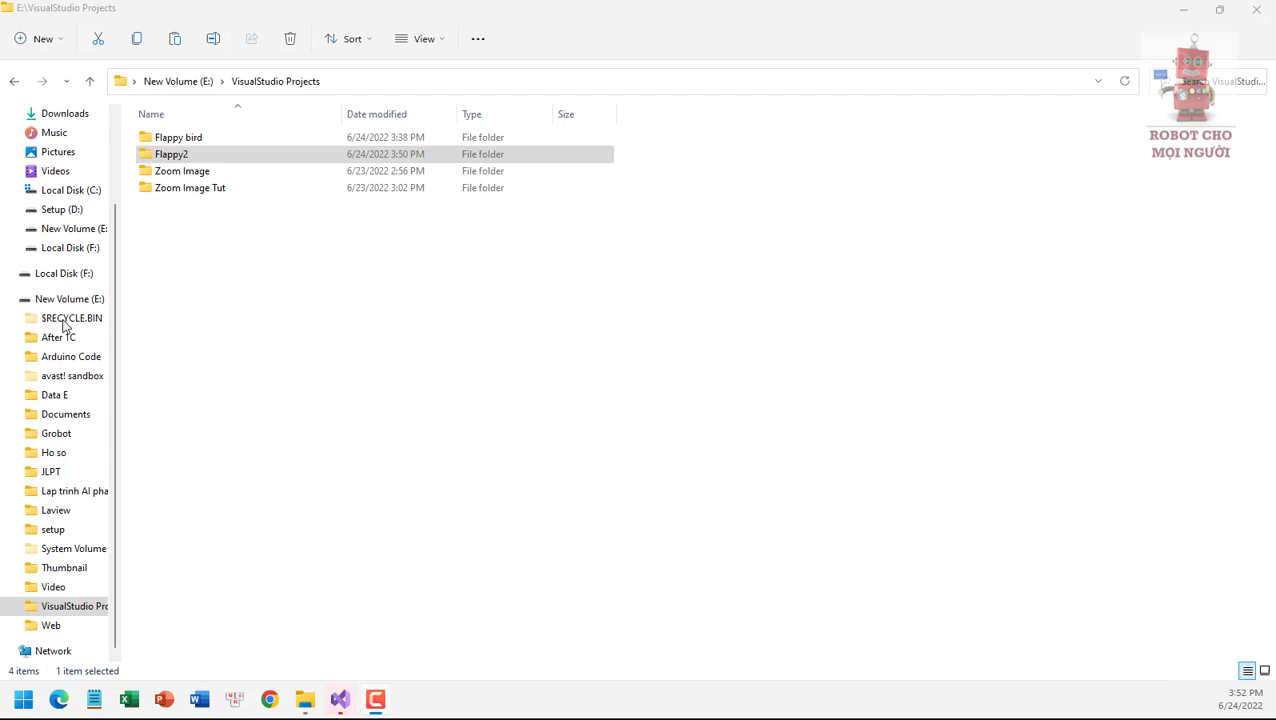 E:\VisualStudio Projects
New
Sort
View
New Volume (E:) > VisualStudio Projects
Search VisualStudi...
ROBOT CHO
MỌI NGƯỜI
Name Date modified Type Size
Flappy bird 6/24/2022 3:38 PM File folder
Flappy2 6/24/2022 3:50 PM File folder
Zoom Image 6/23/2022 2:56 PM File folder
Zoom Image Tut 6/23/2022 3:02 PM File folder
Downloads
Music
Pictures
Videos
Local Disk (C:)
Setup (D:)
New Volume (E:
Local Disk (F:)
Local Disk (F:)
New Volume (E:)
$RECYCLE.BIN
After TC
Arduino Code
avast! sandbox
Data E
Documents
Grobot
Ho so
JLPT
Lap trinh AI pha
Laview
setup
System Volume
Thumbnail
Video
VisualStudio Pro
Web
Network
4 items 1 item selected
3:52 PM
6/24/2022